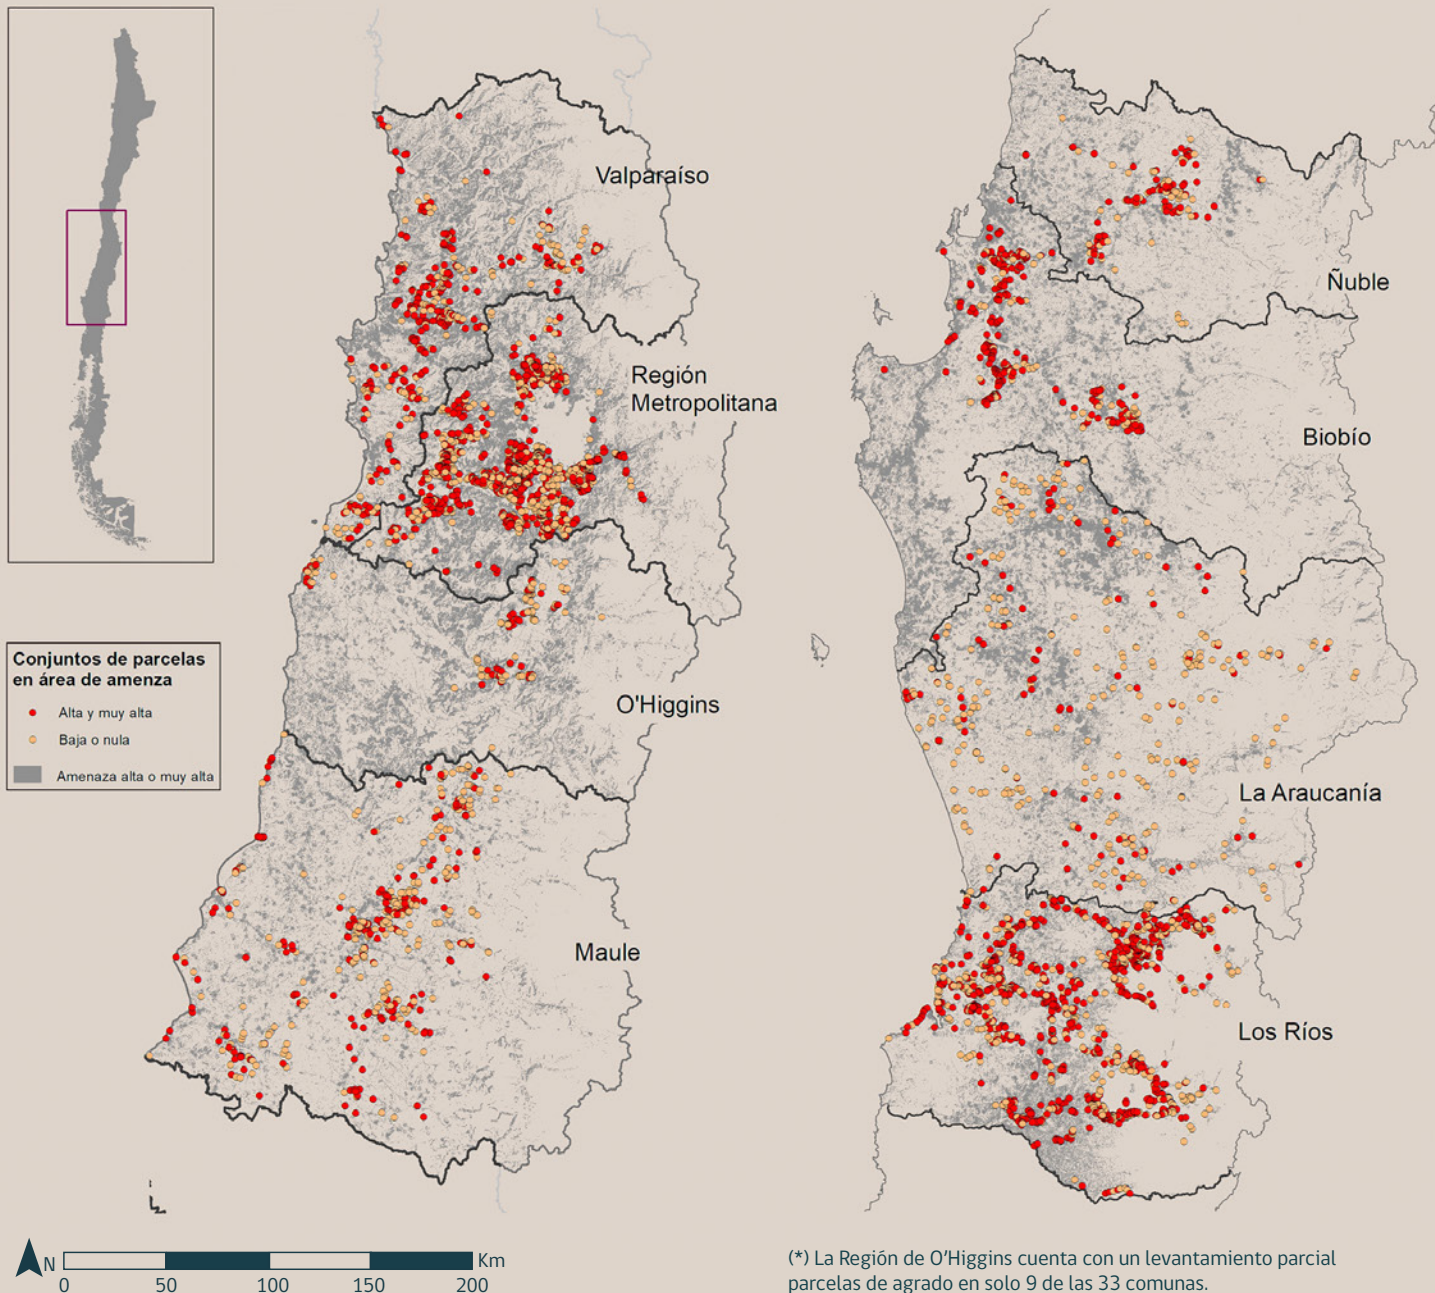 Valparaíso
Región
Metropolitana
O'Higgins
Maule
Ñuble
Biobío
La Araucanía
Los Ríos
Conjuntos de parcelas
en área de amenza
Alta y muy alta
Baja o nula
Amenaza alta o muy alta
N
Km
0 50 100 150 200
(*) La Región de O'Higgins cuenta con un levantamiento parcial
parcelas de agrado en solo 9 de las 33 comunas.